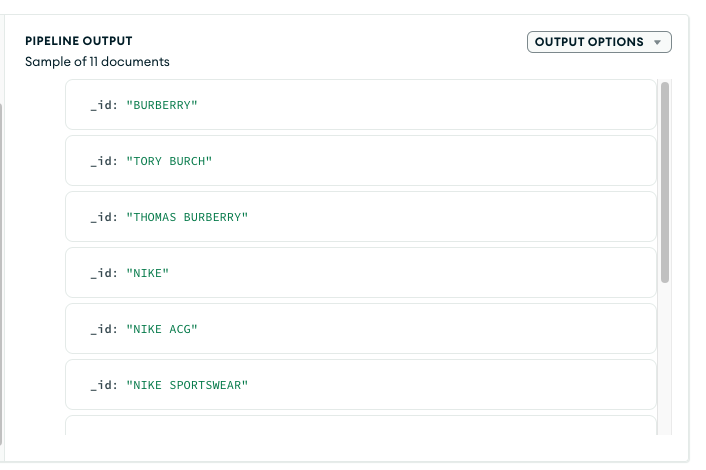 PIPELINE OUTPUT
OUTPUT OPTIONS
Sample of 11 documents
_id: "BURBERRY"
_id: "TORY BURCH"
_id: "THOMAS BURBERRY"
_id: "NIKE"
_id: "NIKE ACG"
_id: "NIKE SPORTSWEAR"